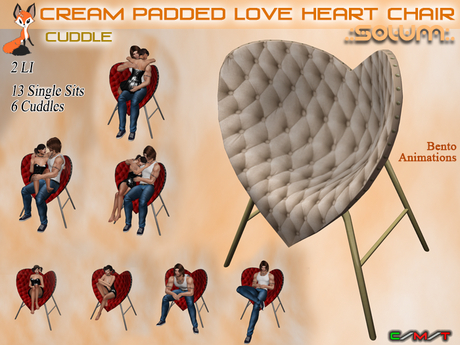 CREAM PADDED LOVE HEART CHAIR
CUDDLE
.:SOLUM:.
2 LI
13 Single Sits
6 Cuddles
Bento
Animations
C/M/T